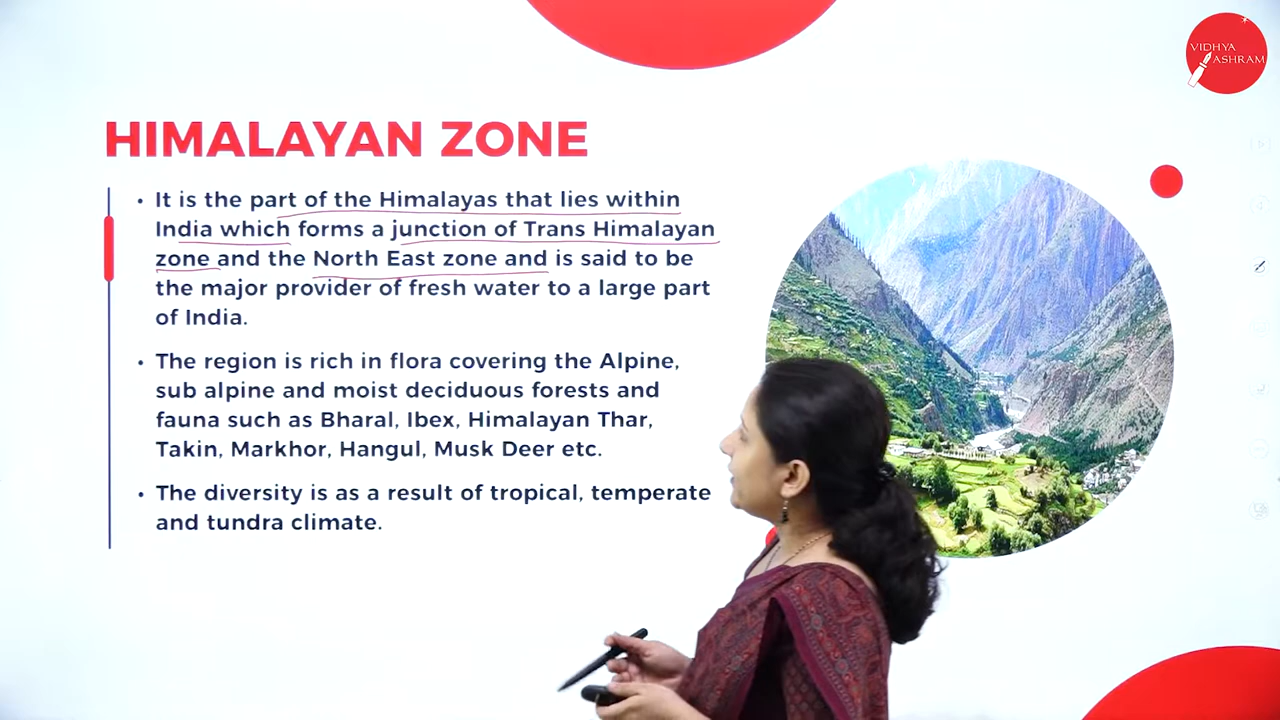 VIDHYA
ASHRAM
HIMALAYAN ZONE
• It is the part of the Himalayas that lies within
India which forms a junction of Trans Himalayan
zone and the North East zone and is said to be
the major provider of fresh water to a large part
of India.
• The region is rich in flora covering the Alpine,
sub alpine and moist deciduous forests and
fauna such as Bharal, Ibex, Himalayan Thar,
Takin, Markhor, Hangul, Musk Deer etc.
• The diversity is as a result of tropical, temperate
and tundra climate.